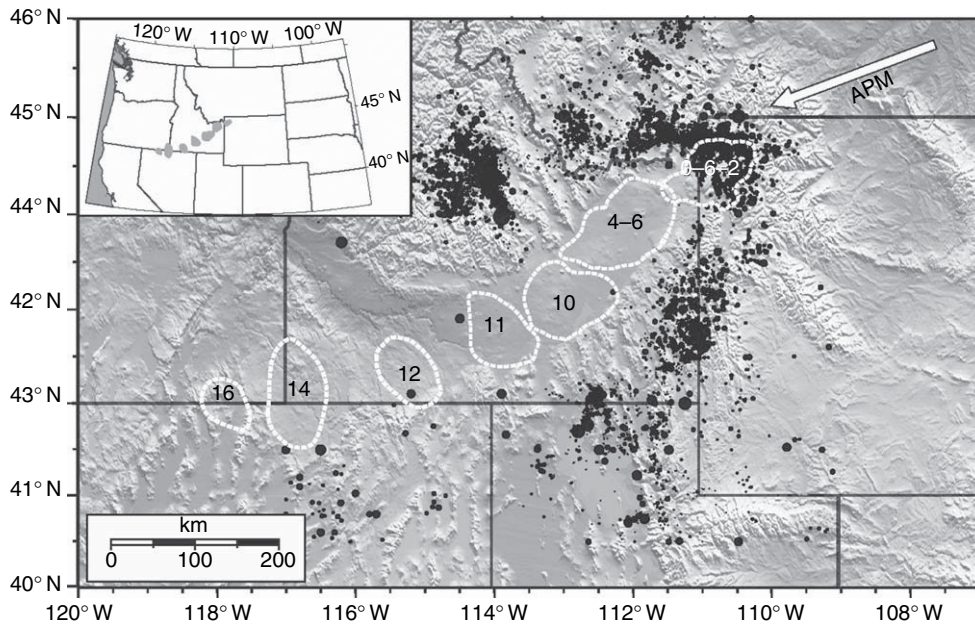 46° N
45° N
44° N
42° N
43° N
41° N
40° N
120° W
118° W
116° W
114° W
112° W
110° W
108° W
120° W
110° W
100° W
45° N
40° N
APM
4–6
10
11
12
14
16
km
0
100
200